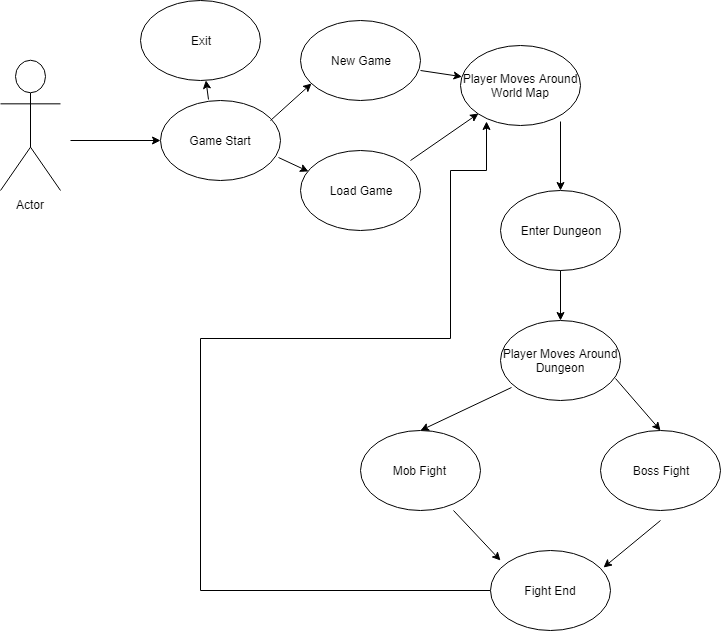 Exit
New Game
Player Moves Around
World Map
Game Start
Load Game
Actor
Enter Dungeon
Player Moves Around
Dungeon
Mob Fight
Boss Fight
Fight End